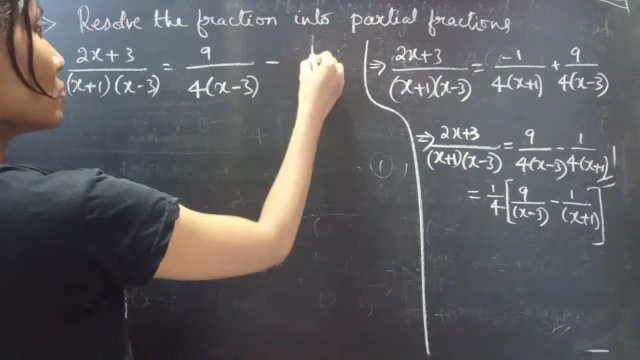 > Resolve the fraction into partial fractions
(2x+3)/((x+1)(x-3)) = 9/(4(x-3)) - 1
⇒ (2x+3)/((x+1)(x-3)) = -1/(4(x+1)) + 9/(4(x-3))
⇒ (2x+3)/((x+1)(x-3)) = 9/(4(x-3)) - 1/(4(x+1))
= 1/4 [9/(x-3) - 1/(x+1)]